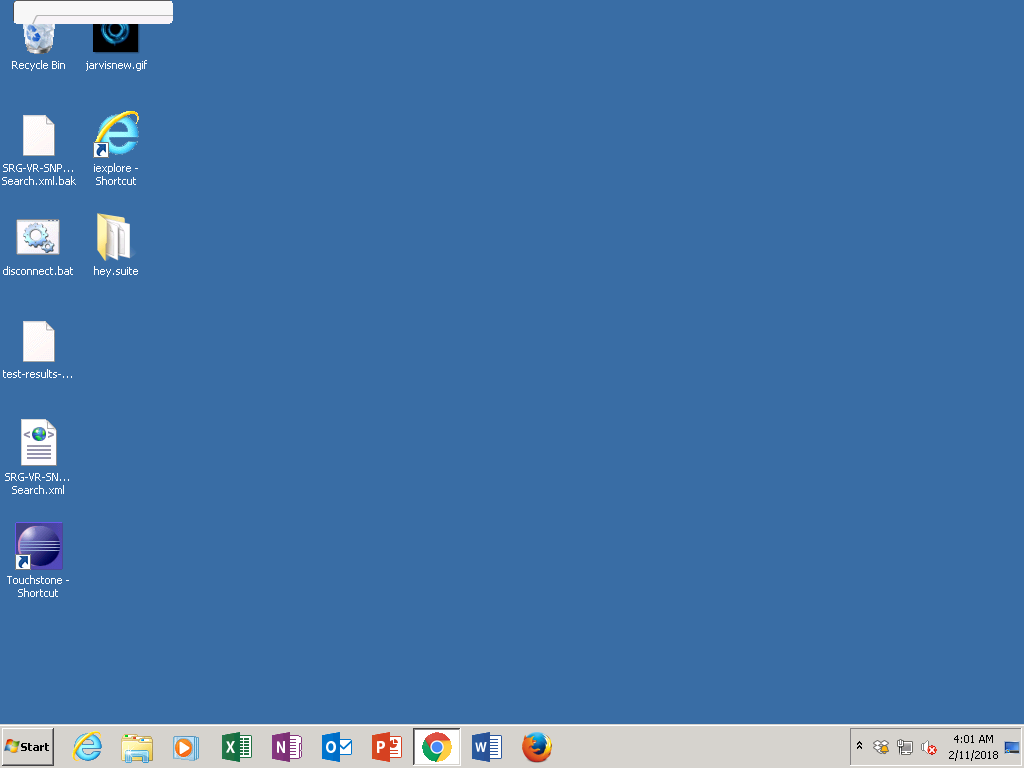 Recycle Bin
jarvisnew.gif
SRG-VR-SNP...
Search.xml.bak
iexplore -
Shortcut
disconnect.bat
hey.suite
test-results-...
SRG-VR-SN...
Search.xml
Touchstone -
Shortcut
Start
4:01 AM
2/11/2018